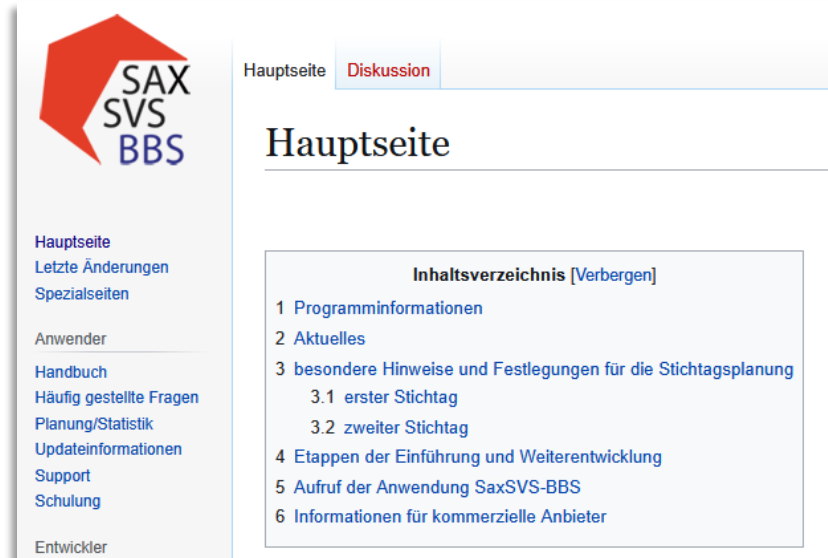 SAX
SVS
BBS
Hauptseite
Letzte Änderungen
Spezialseiten
Anwender
Handbuch
Häufig gestellte Fragen
Planung/Statistik
Updateinformationen
Support
Schulung
Entwickler
Hauptseite Diskussion
Hauptseite
Inhaltsverzeichnis [Verbergen]
1 Programminformationen
2 Aktuelles
3 besondere Hinweise und Festlegungen für die Stichtagsplanung
3.1 erster Stichtag
3.2 zweiter Stichtag
4 Etappen der Einführung und Weiterentwicklung
5 Aufruf der Anwendung SaxSVS-BBS
6 Informationen für kommerzielle Anbieter